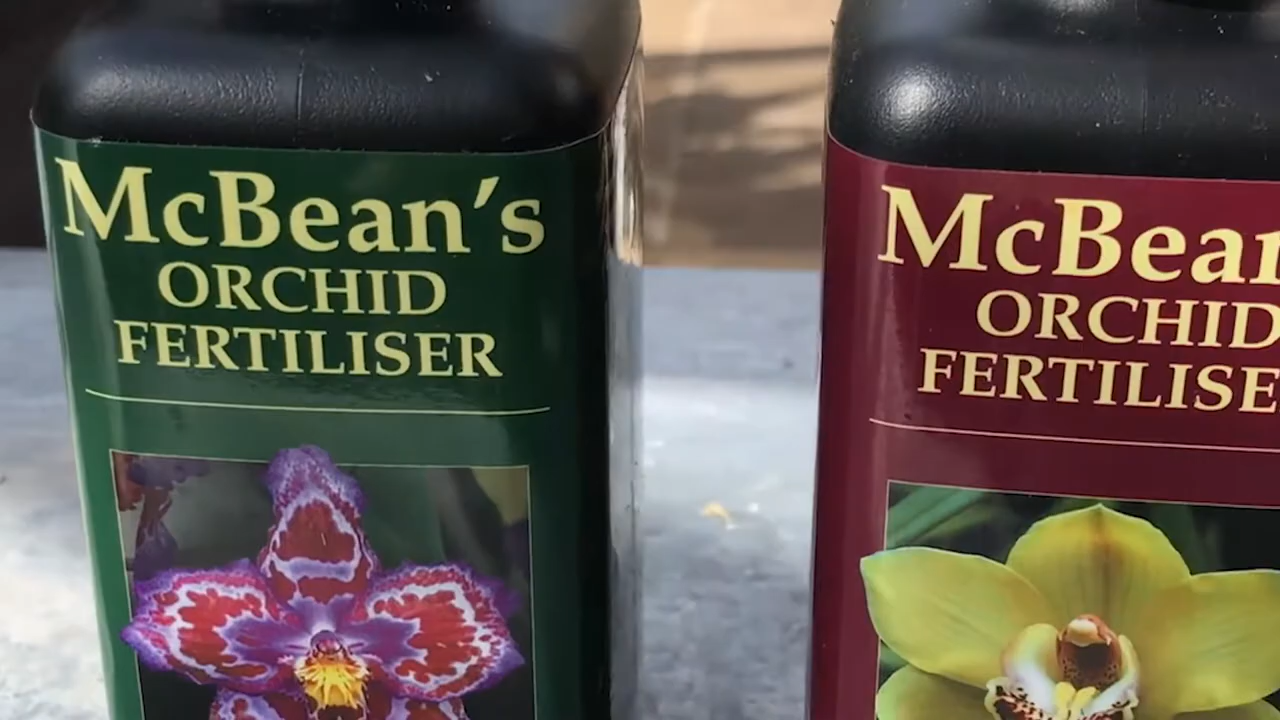 McBean's
ORCHID
FERTILISER
McBean
ORCHID
FERTILISE